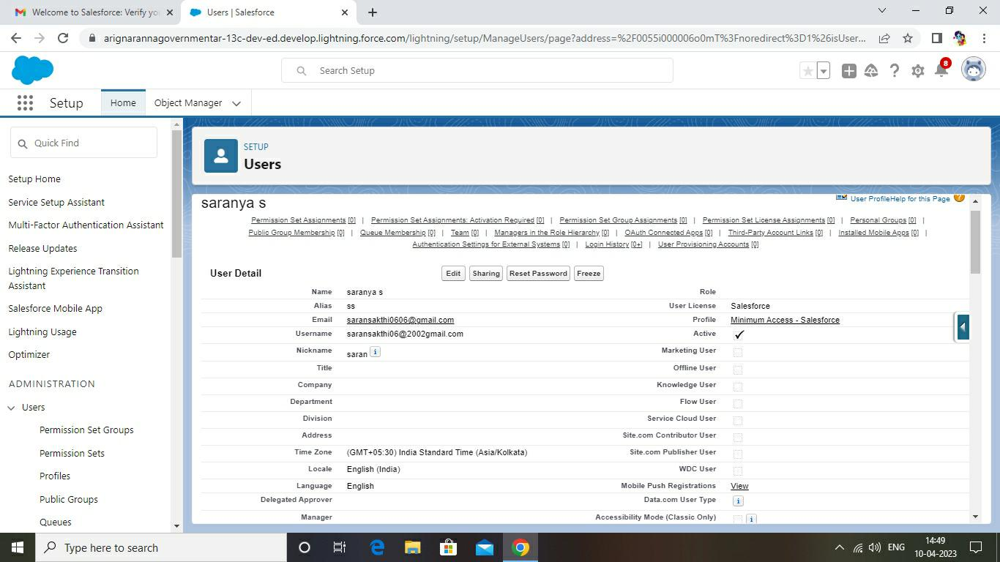 Welcome to Salesforce: Verify yo
Users | Salesforce
arignarannagovernmentar-13c-dev-ed.develop.lightning.force.com/lightning/setup/ManageUsers/page?address=%2F0055i000006o0mT%3Fnoredirect%3D1%26isUser...
Search Setup
8
Setup
Home
Object Manager
Quick Find
Setup Home
Service Setup Assistant
Multi-Factor Authentication Assistant
Release Updates
Lightning Experience Transition
Assistant
Salesforce Mobile App
Lightning Usage
Optimizer
ADMINISTRATION
Users
Permission Set Groups
Permission Sets
Profiles
Public Groups
Queues
SETUP
Users
saranya s
User Profile Help for this Page ?
Permission Set Assignments [0] | Permission Set Assignments: Activation Required [0] | Permission Set Group Assignments [0] | Permission Set License Assignments [0] | Personal Groups [0] |
Public Group Membership [0] | Queue Membership [0] | Team [0] | Managers in the Role Hierarchy [0] | OAuth Connected Apps [0] | Third-Party Account Links [0] | Installed Mobile Apps [0] |
Authentication Settings for External Systems [0] | Login History [0+] | User Provisioning Accounts [0]
User Detail
Edit Sharing Reset Password Freeze
Name saranya s Role
Alias ss User License Salesforce
Email saransakthi0606@gmail.com Profile Minimum Access - Salesforce
Username saransakthi06@2002gmail.com Active ✓
Nickname saran i Marketing User
Title Offline User
Company Knowledge User
Department Flow User
Division Service Cloud User
Address Site.com Contributor User
Time Zone (GMT+05:30) India Standard Time (Asia/Kolkata) Site.com Publisher User
Locale English (India) WDC User
Language English Mobile Push Registrations View
Delegated Approver Data.com User Type i
Manager Accessibility Mode (Classic Only) i
Type here to search
ENG
14:49
10-04-2023